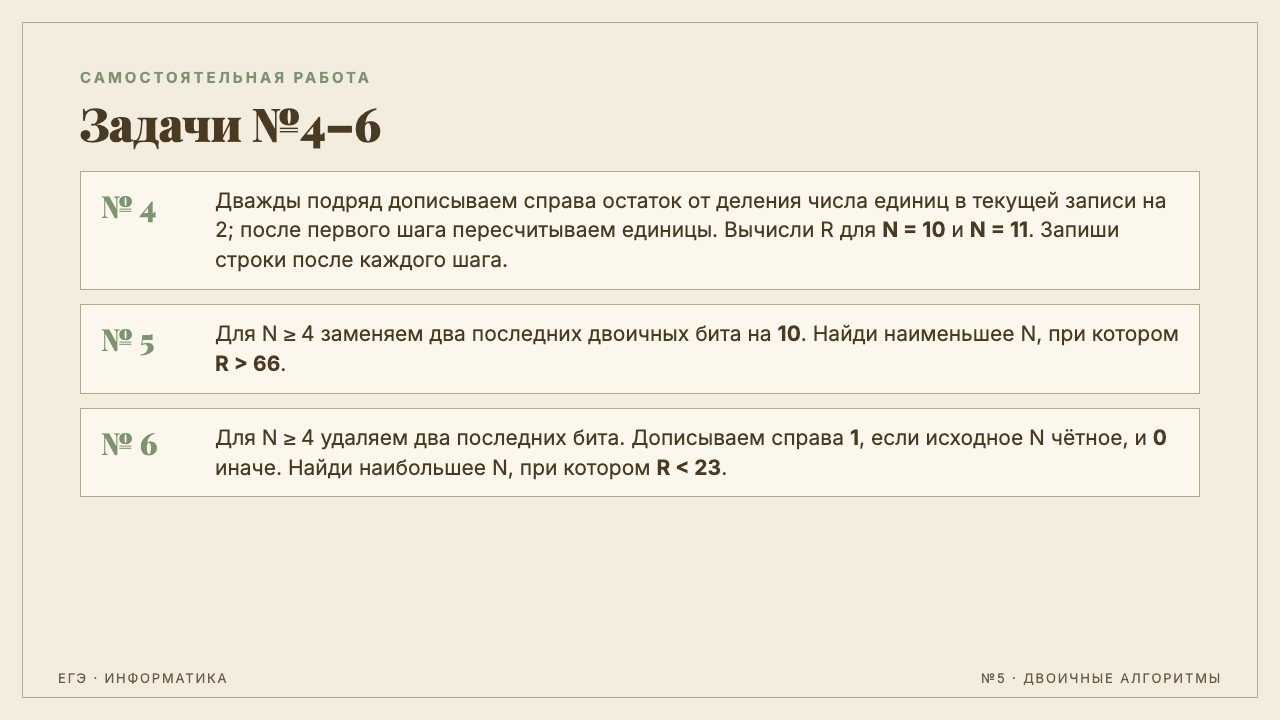 САМОСТОЯТЕЛЬНАЯ РАБОТА
Задачи №4–6
№ 4
Дважды подряд дописываем справа остаток от деления числа единиц в текущей записи на
2; после первого шага пересчитываем единицы. Вычисли R для N = 10 и N = 11. Запиши
строки после каждого шага.
№ 5
Для N ≥ 4 заменяем два последних двоичных бита на 10. Найди наименьшее N, при котором
R > 66.
№ 6
Для N ≥ 4 удаляем два последних бита. Дописываем справа 1, если исходное N чётное, и 0
иначе. Найди наибольшее N, при котором R < 23.
ЕГЭ · ИНФОРМАТИКА
№5 · ДВОИЧНЫЕ АЛГОРИТМЫ